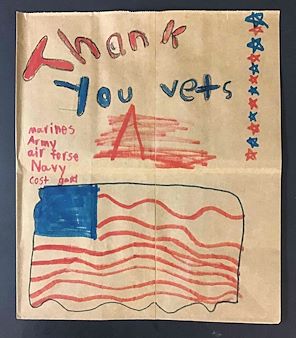 Thank
You vets
marines
Army
air forse
Navy
cost gard